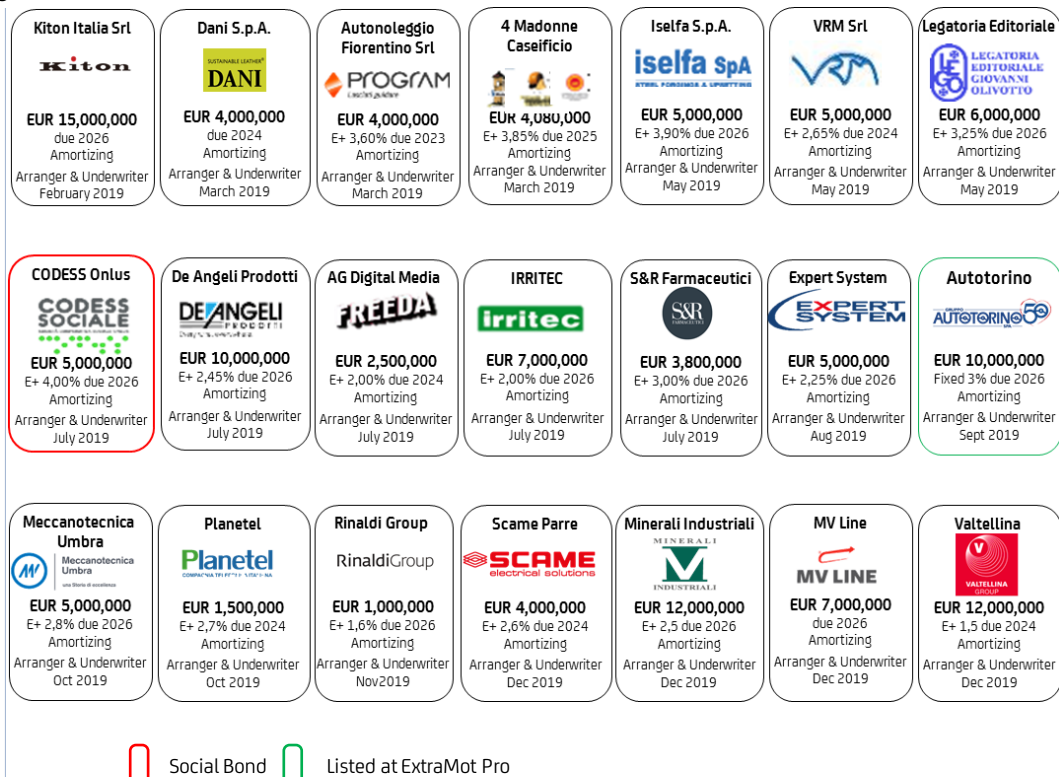 Kiton Italia Srl
Kiton
EUR 15,000,000
due 2026
Amortizing
Arranger & Underwriter
February 2019
Dani S.p.A.
SUSTAINABLE LEATHER
DANI
EUR 4,000,000
due 2024
Amortizing
Arranger & Underwriter
March 2019
Autonoleggio
Fiorentino Srl
PROGRAM
Lasciati guidare
EUR 4,000,000
E+ 3,60% due 2023
Amortizing
Arranger & Underwriter
March 2019
4 Madonne
Caseificio
EUR 4,080,000
E+ 3,85% due 2025
Amortizing
Arranger & Underwriter
March 2019
Iselfa S.p.A.
iselfa SpA
STEEL FORGINGS & UPSETTING
EUR 5,000,000
E+ 3,90% due 2026
Amortizing
Arranger & Underwriter
May 2019
VRM Srl
VRM
EUR 5,000,000
E+ 2,65% due 2024
Amortizing
Arranger & Underwriter
May 2019
Legatoria Editoriale
LEGO
LEGATORIA
EDITORIALE
GIOVANNI
OLIVOTTO
EUR 6,000,000
E+ 3,25% due 2026
Amortizing
Arranger & Underwriter
May 2019
CODESS Onlus
CODESS
SOCIALE
EUR 5,000,000
E+ 4,00% due 2026
Amortizing
Arranger & Underwriter
July 2019
De Angeli Prodotti
DE ANGELI
PRODOTTI
EUR 10,000,000
E+ 2,45% due 2026
Amortizing
Arranger & Underwriter
July 2019
AG Digital Media
FREEDA
EUR 2,500,000
E+ 2,00% due 2024
Amortizing
Arranger & Underwriter
July 2019
IRRITEC
irritec
EUR 7,000,000
E+ 2,00% due 2026
Amortizing
Arranger & Underwriter
July 2019
S&R Farmaceutici
S&R
FARMACEUTICI
EUR 3,800,000
E+ 3,00% due 2026
Amortizing
Arranger & Underwriter
July 2019
Expert System
EXPERT
SYSTEM
EUR 5,000,000
E+ 2,25% due 2026
Amortizing
Arranger & Underwriter
Aug 2019
Autotorino
GRUPPO
AUTOTORINO 50
SPA
EUR 10,000,000
Fixed 3% due 2026
Amortizing
Arranger & Underwriter
Sept 2019
Meccanotecnica
Umbra
Meccanotecnica
Umbra
una Storia di eccellenza
EUR 5,000,000
E+ 2,8% due 2026
Amortizing
Arranger & Underwriter
Oct 2019
Planetel
Planetel
EUR 1,500,000
E+ 2,7% due 2024
Amortizing
Arranger & Underwriter
Oct 2019
Rinaldi Group
RinaldiGroup
EUR 1,000,000
E+ 1,6% due 2026
Amortizing
Arranger & Underwriter
Nov2019
Scame Parre
SCAME
electrical solutions
EUR 4,000,000
E+ 2,6% due 2024
Amortizing
Arranger & Underwriter
Dec 2019
Minerali Industriali
MINERALI
INDUSTRIALI
EUR 12,000,000
E+ 2,5 due 2026
Amortizing
Arranger & Underwriter
Dec 2019
MV Line
MV LINE
EUR 7,000,000
due 2026
Amortizing
Arranger & Underwriter
Dec 2019
Valtellina
V
VALTELLINA
GROUP
EUR 12,000,000
E+ 1,5 due 2024
Amortizing
Arranger & Underwriter
Dec 2019
Social Bond
Listed at ExtraMot Pro